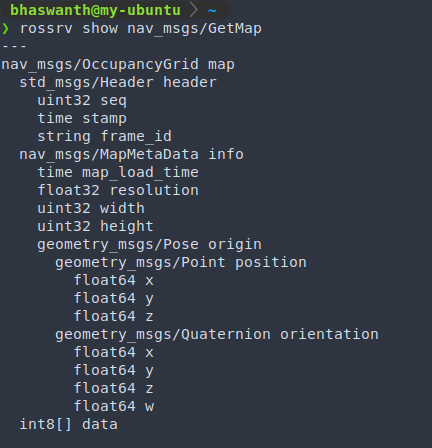 bhaswanth@my-ubuntu ~
❯ rossrv show nav_msgs/GetMap
---
nav_msgs/OccupancyGrid map
  std_msgs/Header header
    uint32 seq
    time stamp
    string frame_id
  nav_msgs/MapMetaData info
    time map_load_time
    float32 resolution
    uint32 width
    uint32 height
    geometry_msgs/Pose origin
      geometry_msgs/Point position
        float64 x
        float64 y
        float64 z
      geometry_msgs/Quaternion orientation
        float64 x
        float64 y
        float64 z
        float64 w
  int8[] data